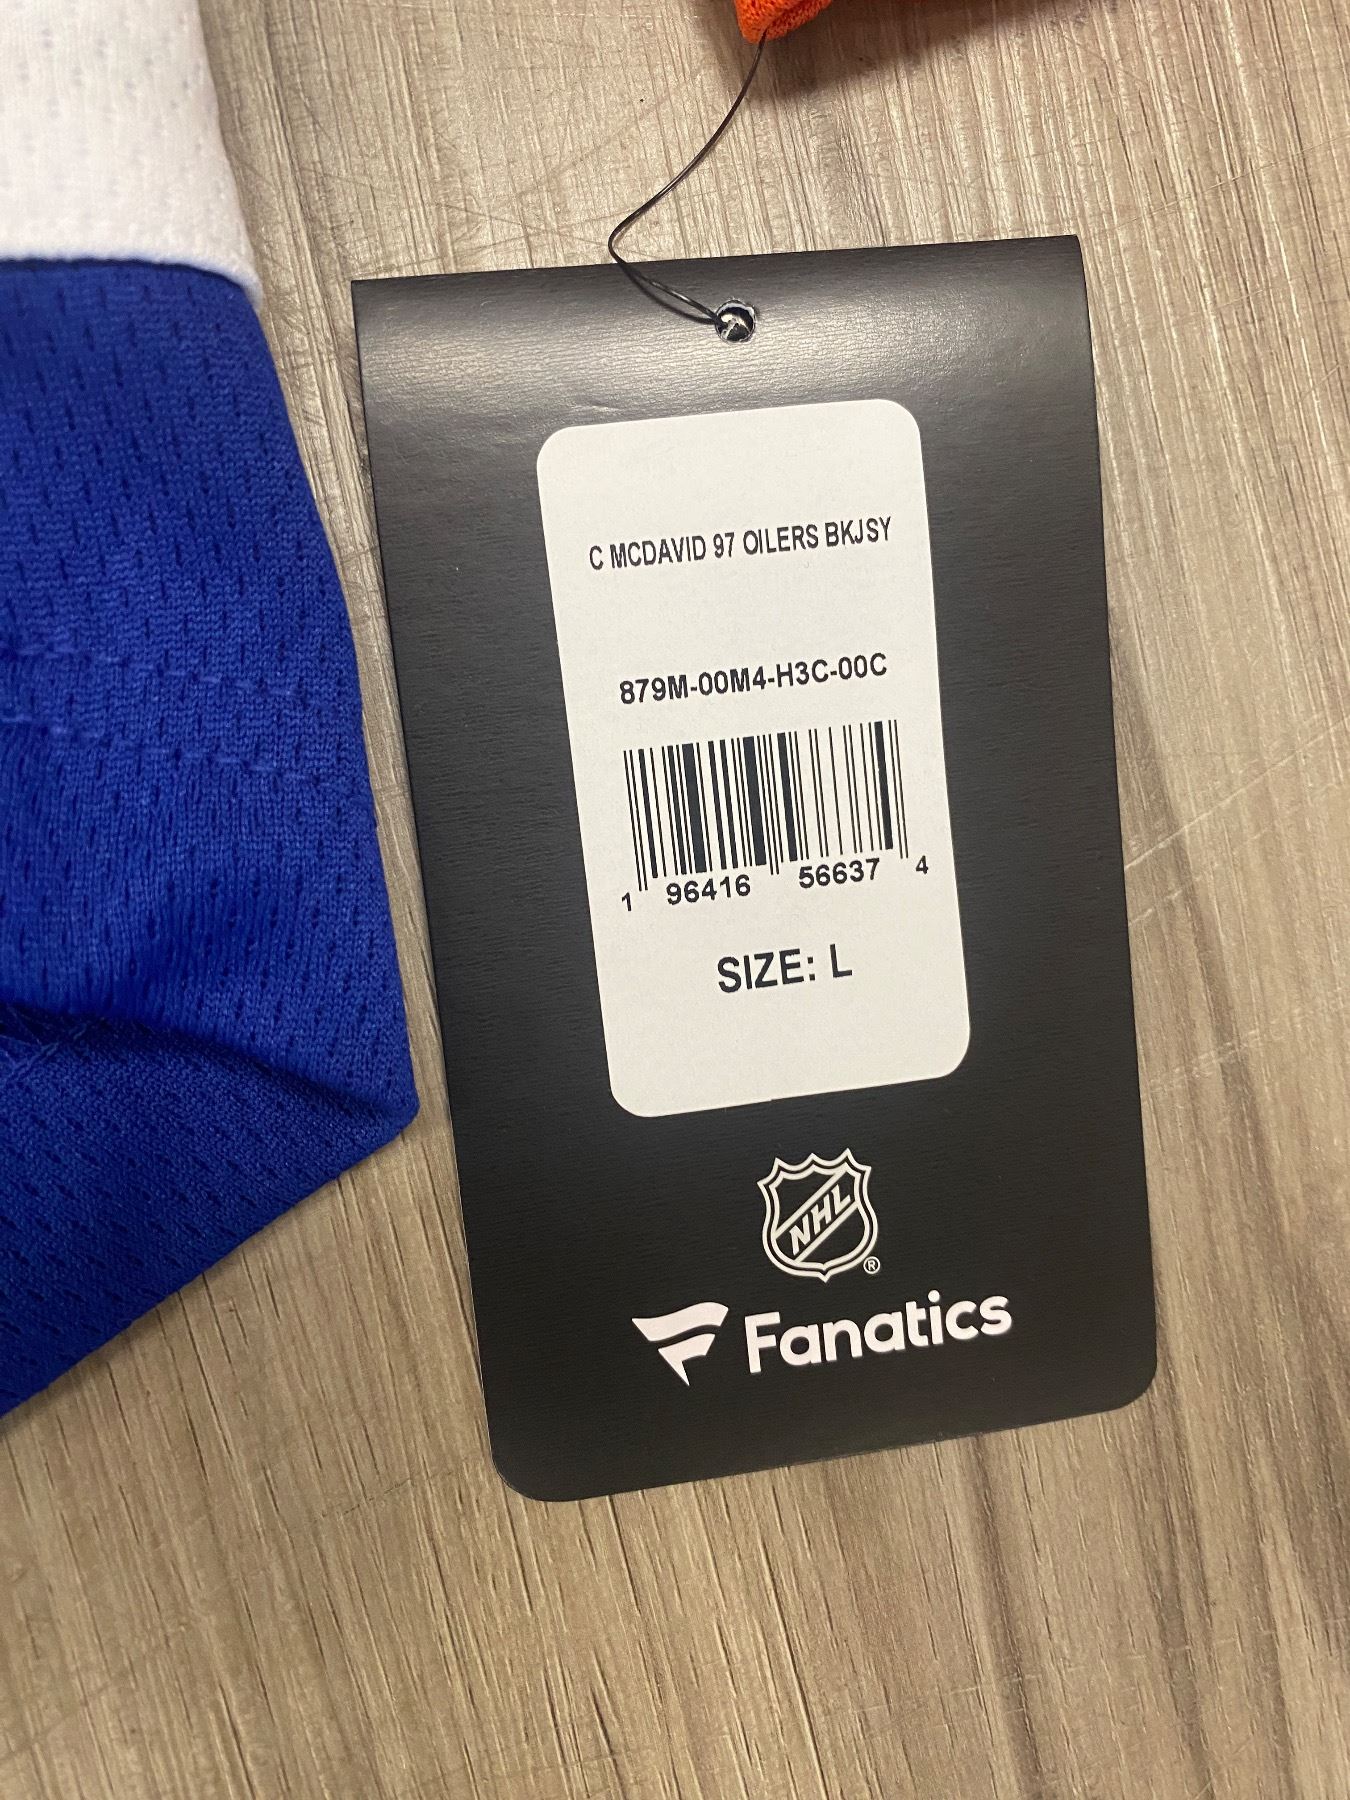 C MCDAVID 97 OILERS BKJSY
879M-00M4-H3C-00C
1 96416 56637 4
SIZE: L
NHL ®
Fanatics